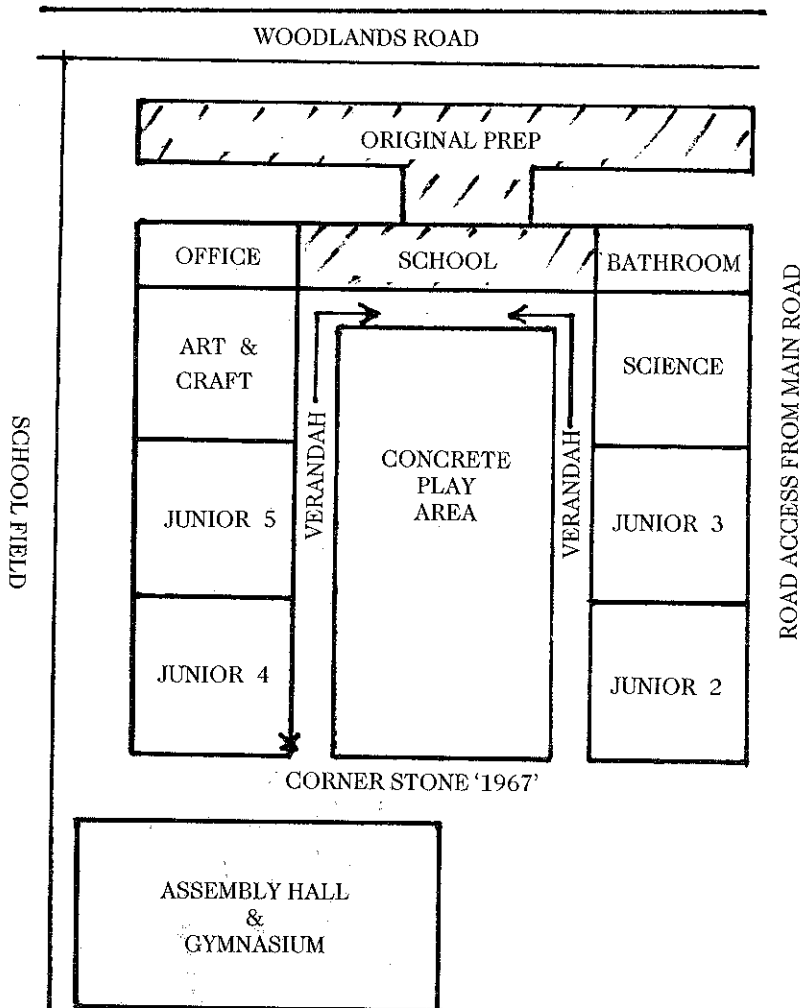 WOODLANDS ROAD
ORIGINAL PREP
OFFICE
SCHOOL
BATHROOM
ART &
CRAFT
SCIENCE
VERANDAH
VERANDAH
CONCRETE
PLAY
AREA
SCHOOL FIELD
ROAD ACCESS FROM MAIN ROAD
JUNIOR 5
JUNIOR 3
JUNIOR 4
JUNIOR 2
CORNER STONE ‘1967’
ASSEMBLY HALL
&
GYMNASIUM